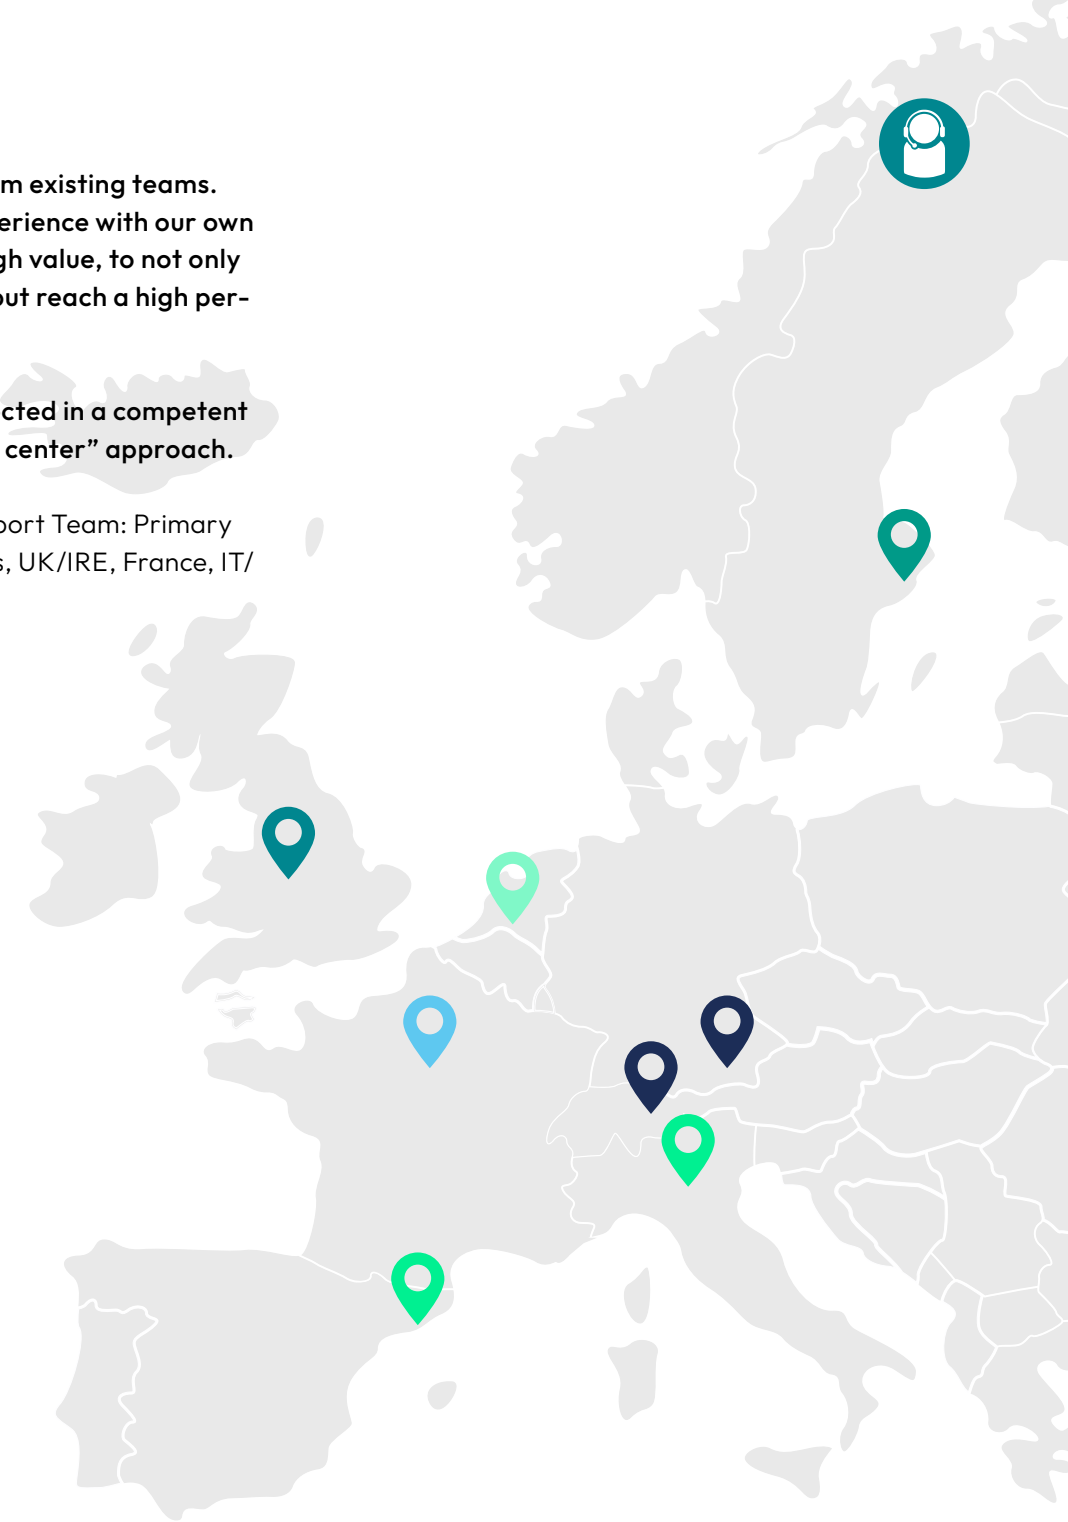 m existing teams.
erience with our own
gh value, to not only
out reach a high per-
cted in a competent
center” approach.
port Team: Primary
s, UK/IRE, France, IT/